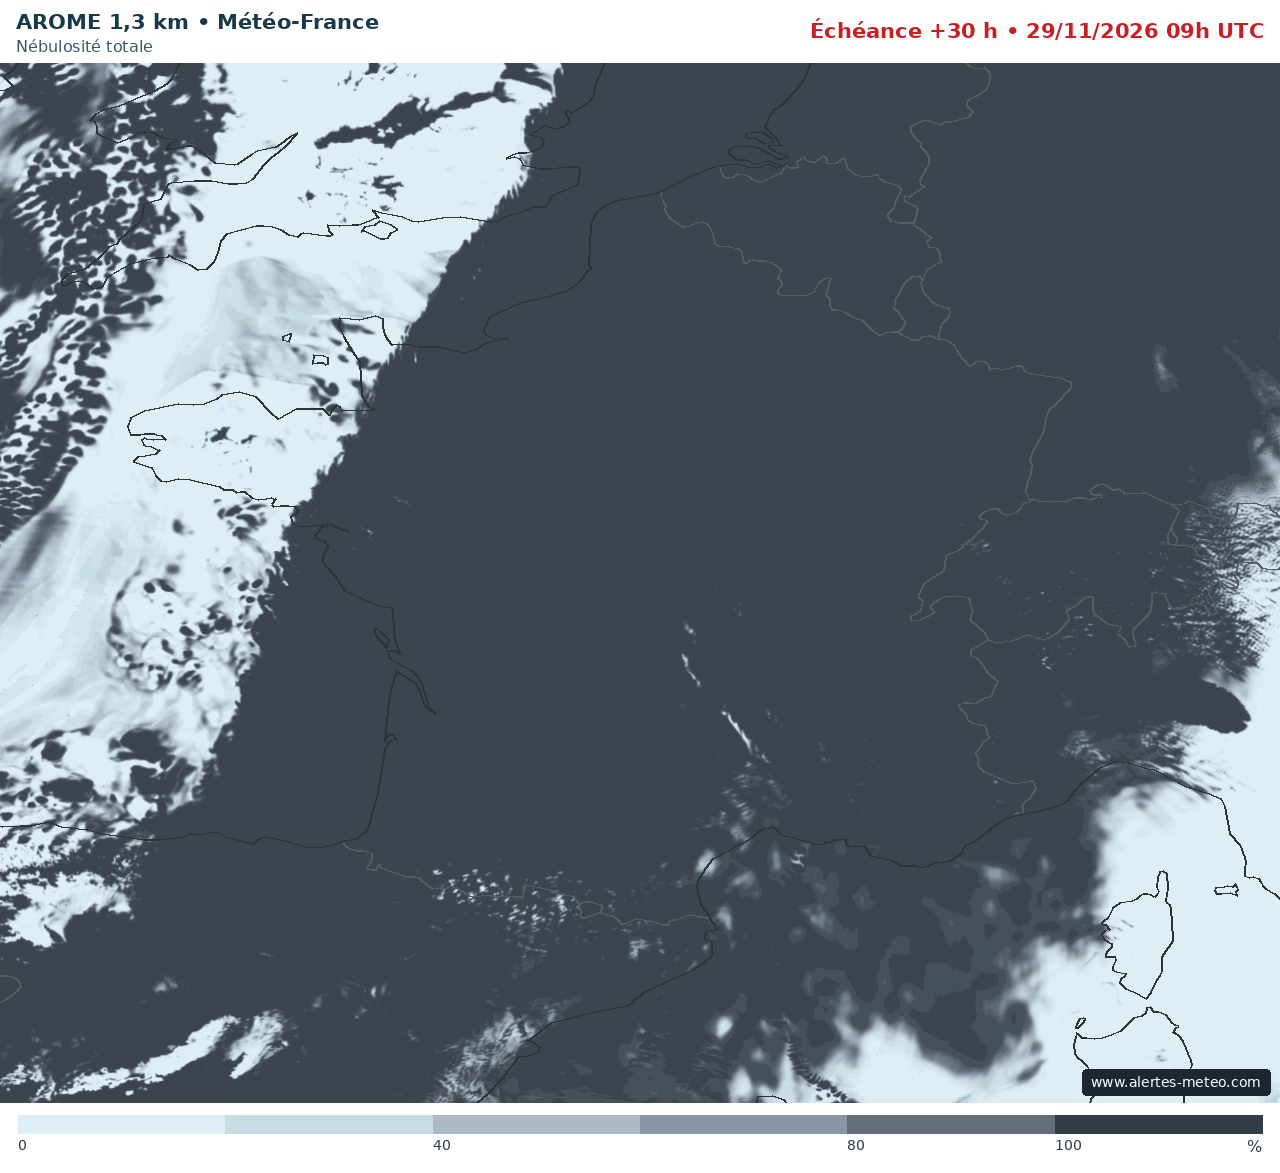 AROME 1,3 km • Météo-France
Nébulosité totale
Échéance +30 h • 29/11/2026 09h UTC
www.alertes-meteo.com
0 40 80 100 %